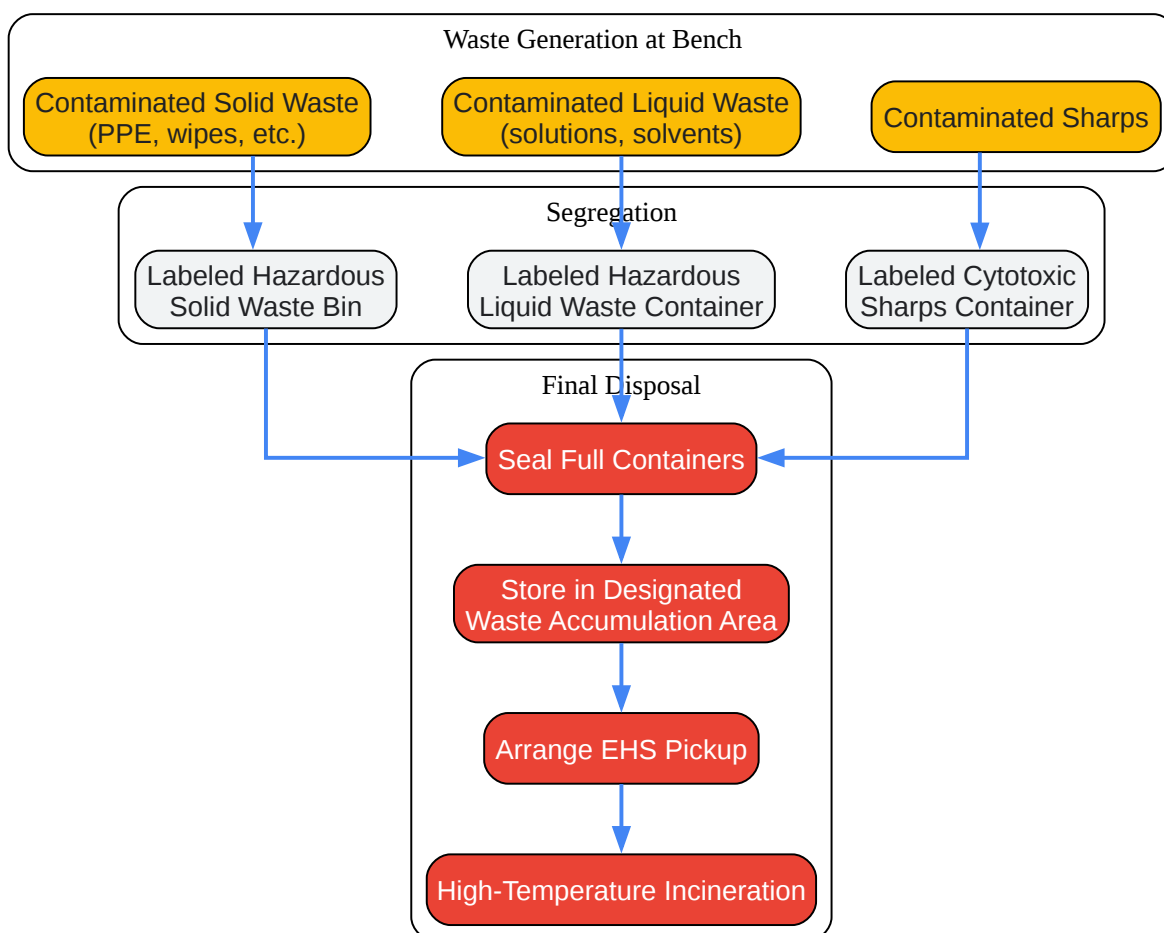 Waste Generation at Bench
Contaminated Solid Waste
(PPE, wipes, etc.)
Contaminated Liquid Waste
(solutions, solvents)
Contaminated Sharps
Segregation
Labeled Hazardous
Solid Waste Bin
Labeled Hazardous
Liquid Waste Container
Labeled Cytotoxic
Sharps Container
Final Disposal
Seal Full Containers
Store in Designated
Waste Accumulation Area
Arrange EHS Pickup
High-Temperature Incineration